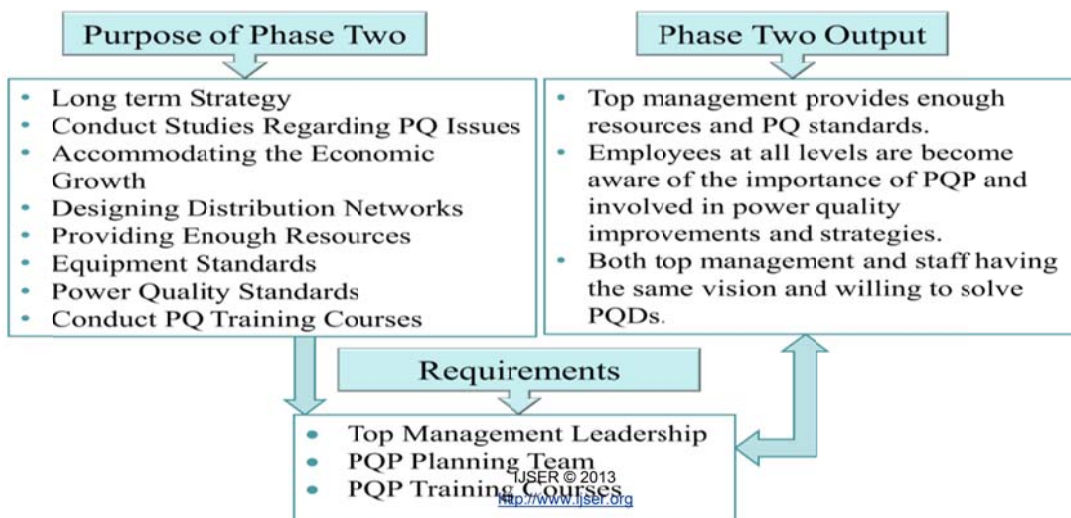 Purpose of Phase Two
• Long term Strategy
• Conduct Studies Regarding PQ Issues
• Accommodating the Economic
Growth
• Designing Distribution Networks
• Providing Enough Resources
• Equipment Standards
• Power Quality Standards
• Conduct PQ Training Courses
Phase Two Output
• Top management provides enough
resources and PQ standards.
• Employees at all levels are become
aware of the importance of PQP and
involved in power quality
improvements and strategies.
• Both top management and staff having
the same vision and willing to solve
PQDs.
Requirements
• Top Management Leadership
• PQP Planning Team
• PQP Training Courses
IJSER © 2013
http://www.ijser.org